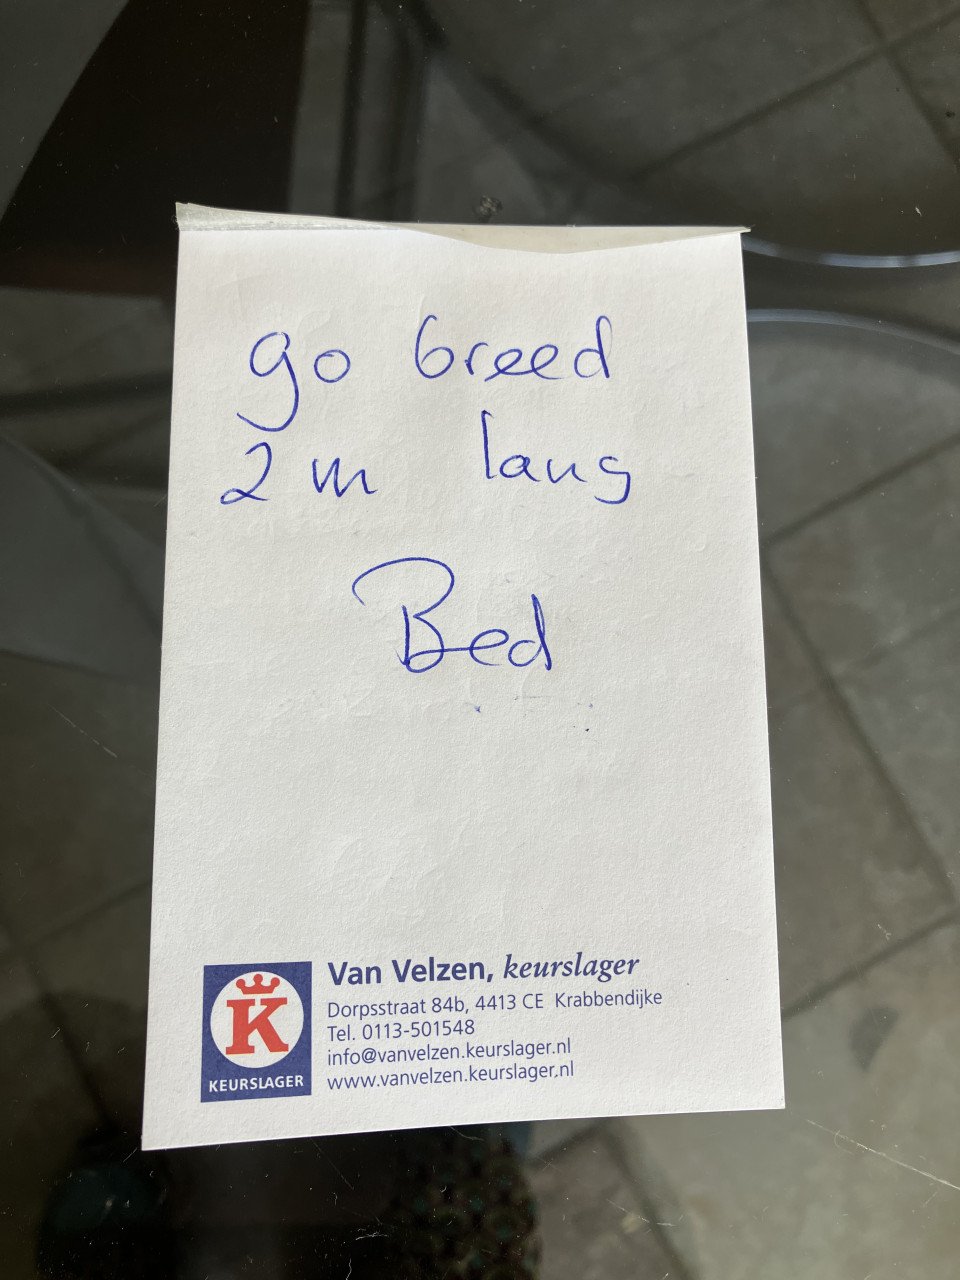 90 breed
2 m lang
Bed
Van Velzen, keurslager
Dorpsstraat 84b, 4413 CE Krabbendijke
Tel. 0113-501548
info@vanvelzen.keurslager.nl
www.vanvelzen.keurslager.nl
K
KEURSLAGER